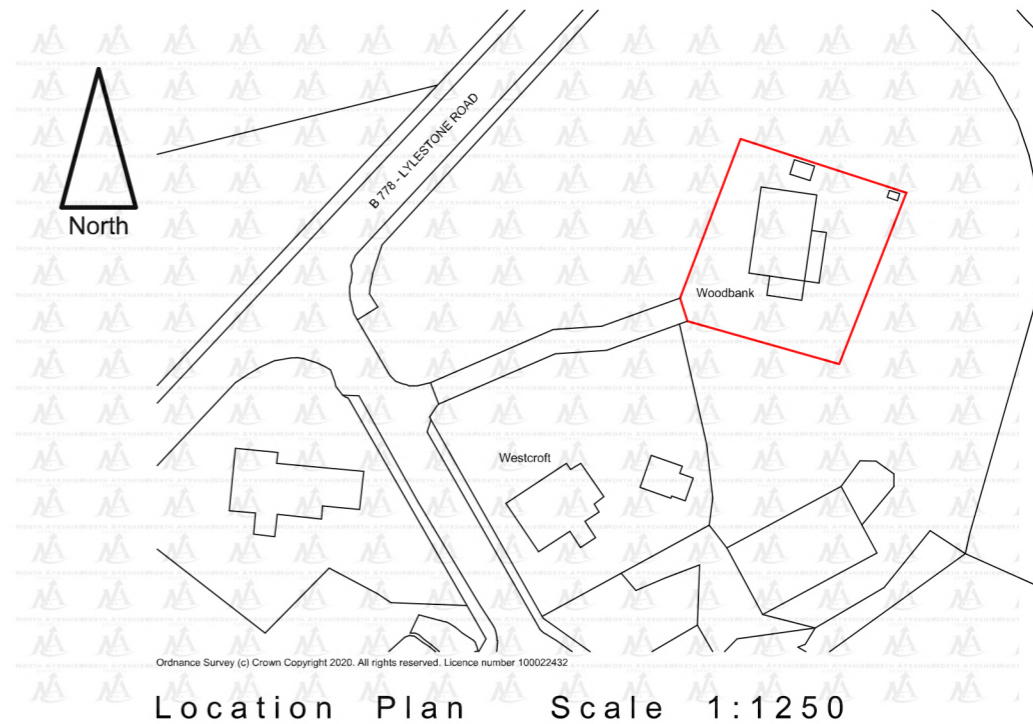 B 778 - LYLESTONE ROAD
North
Woodbank
Westcroft
Ordnance Survey (c) Crown Copyright 2020. All rights reserved. Licence number 100022432
Location Plan Scale 1:1250